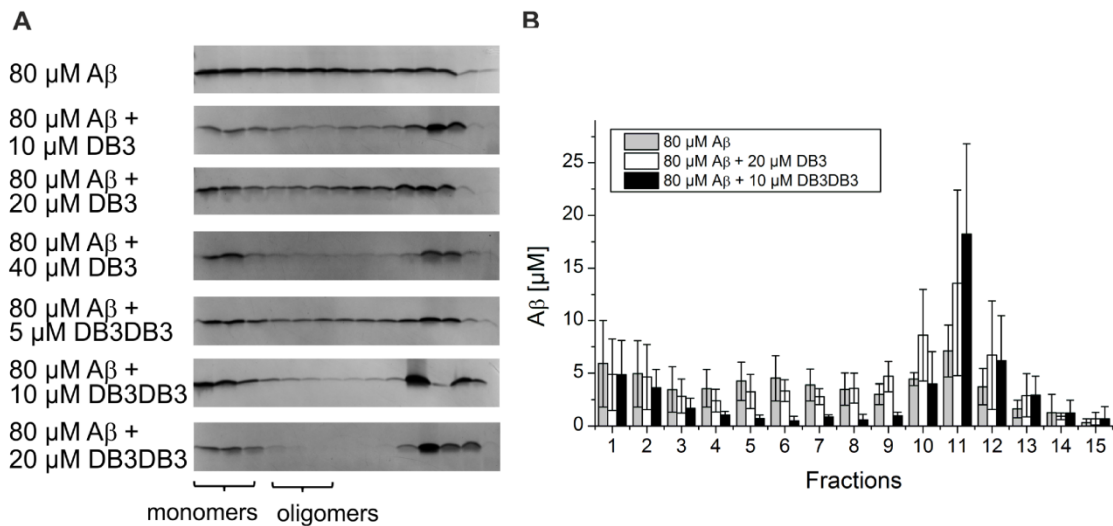 A
80 µM Aβ
80 µM Aβ +
10 µM DB3
80 µM Aβ +
20 µM DB3
80 µM Aβ +
40 µM DB3
80 µM Aβ +
5 µM DB3DB3
80 µM Aβ +
10 µM DB3DB3
80 µM Aβ +
20 µM DB3DB3
monomers oligomers
B
80 µM Aβ
80 µM Aβ + 20 µM DB3
80 µM Aβ + 10 µM DB3DB3
Aβ [µM]
25
20
15
10
5
0
1 2 3 4 5 6 7 8 9 10 11 12 13 14 15
Fractions